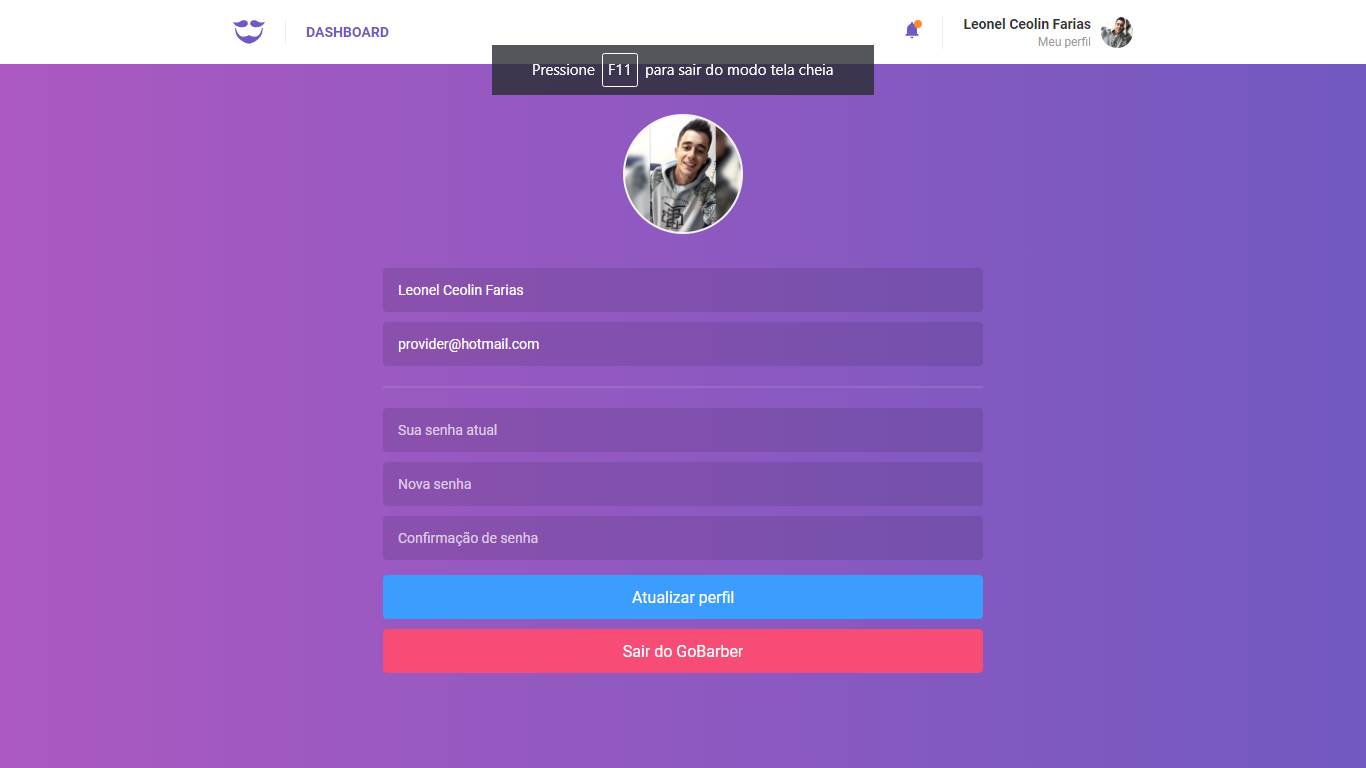 DASHBOARD
Leonel Ceolin Farias
Meu perfil
Pressione F11 para sair do modo tela cheia
Leonel Ceolin Farias
provider@hotmail.com
Sua senha atual
Nova senha
Confirmação de senha
Atualizar perfil
Sair do GoBarber